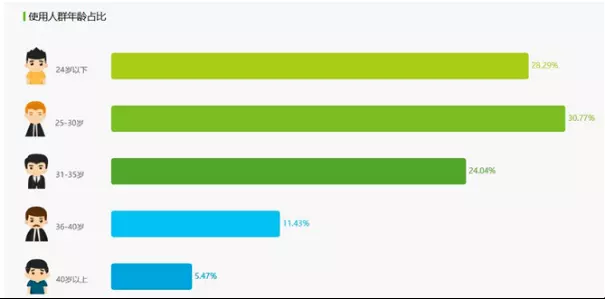 使用人群年龄占比
24岁以下 28.29%
25-30岁 30.77%
31-35岁 24.04%
36-40岁 11.43%
40岁以上 5.47%